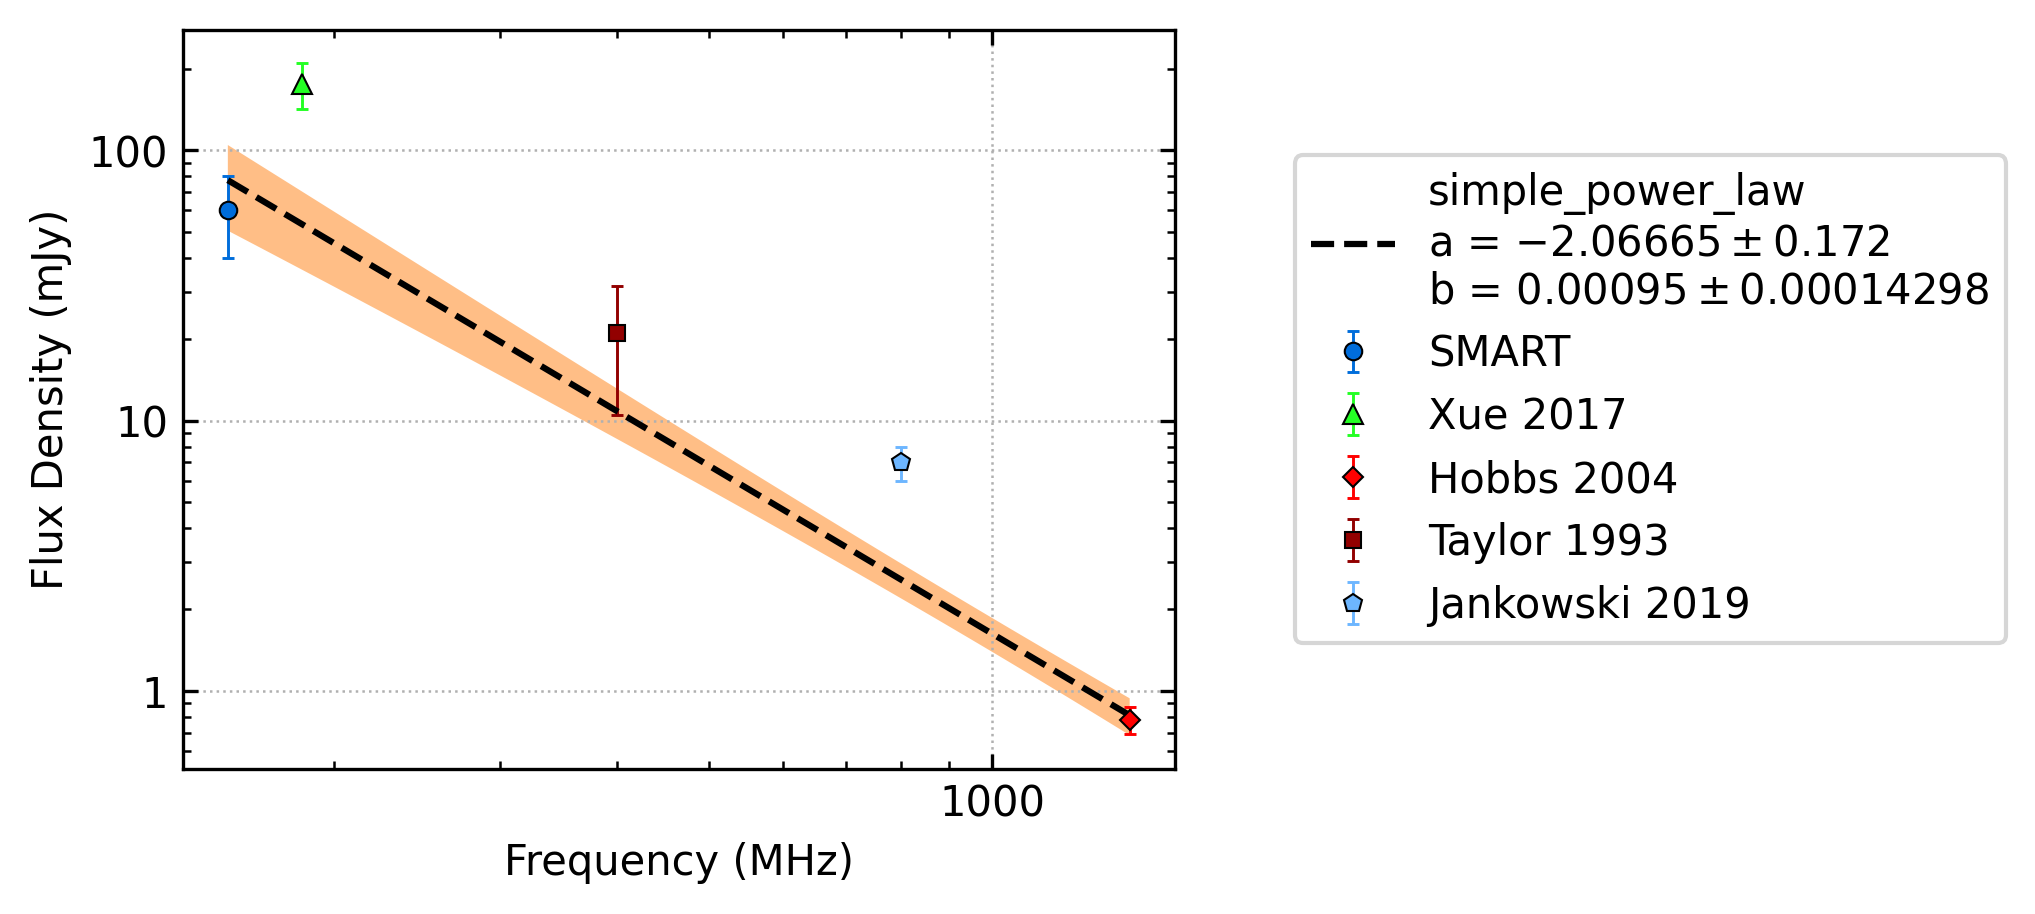 100
10
1
Flux Density (mJy)
1000
Frequency (MHz)
simple_power_law
a = −2.06665 ± 0.172
b = 0.00095 ± 0.00014298
SMART
Xue 2017
Hobbs 2004
Taylor 1993
Jankowski 2019